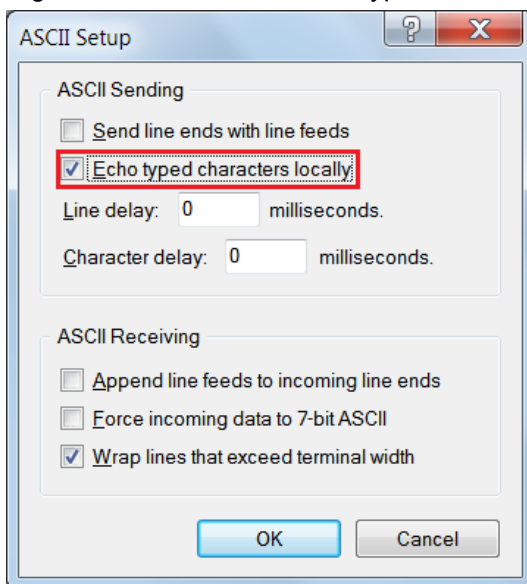 ASCII Setup
ASCII Sending
Send line ends with line feeds
Echo typed characters locally
Line delay: 0 milliseconds.
Character delay: 0 milliseconds.
ASCII Receiving
Append line feeds to incoming line ends
Force incoming data to 7-bit ASCII
Wrap lines that exceed terminal width
OK Cancel